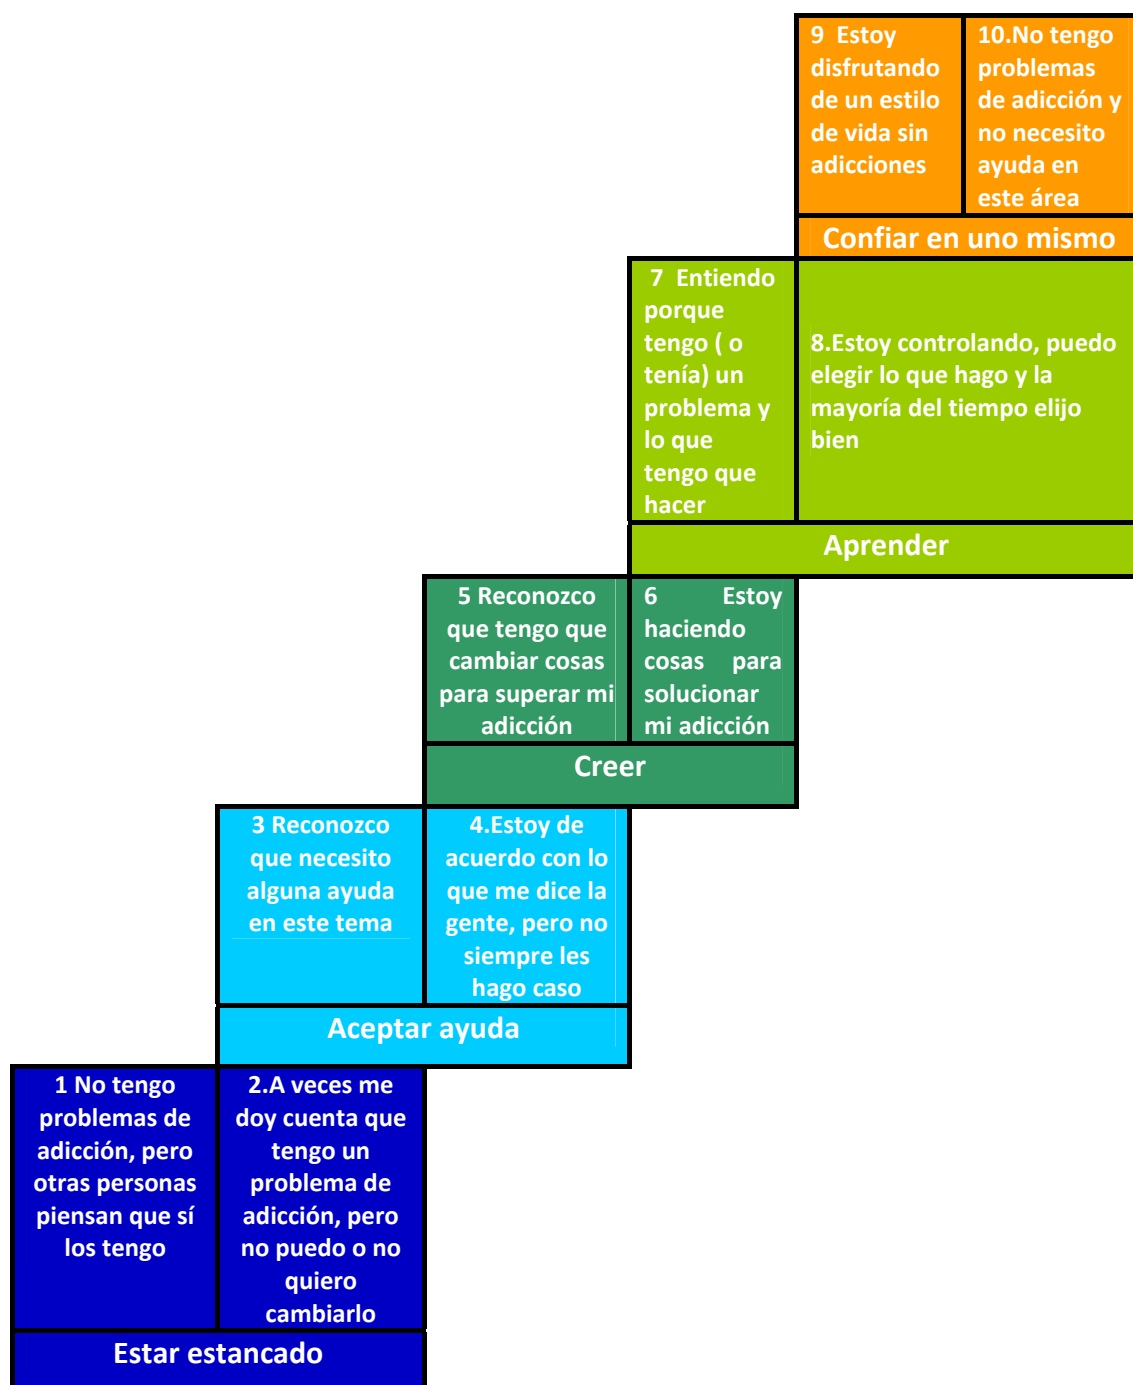 9  Estoy
disfrutando
de un estilo
de vida sin
adicciones
10.No tengo
problemas
de adicción y
no necesito
ayuda en
este área
Confiar en uno mismo
7  Entiendo
porque
tengo ( o
tenía) un
problema y
lo que
tengo que
hacer
8.Estoy controlando, puedo
elegir lo que hago y la
mayoría del tiempo elijo
bien
Aprender
5 Reconozco
que tengo que
cambiar cosas
para superar mi
adicción
6 Estoy
haciendo
cosas para
solucionar
mi adicción
Creer
3 Reconozco
que necesito
alguna ayuda
en este tema
4.Estoy de
acuerdo con lo
que me dice la
gente, pero no
siempre les
hago caso
Aceptar ayuda
1 No tengo
problemas de
adicción, pero
otras personas
piensan que sí
los tengo
2.A veces me
doy cuenta que
tengo un
problema de
adicción, pero
no puedo o no
quiero
cambiarlo
Estar estancado